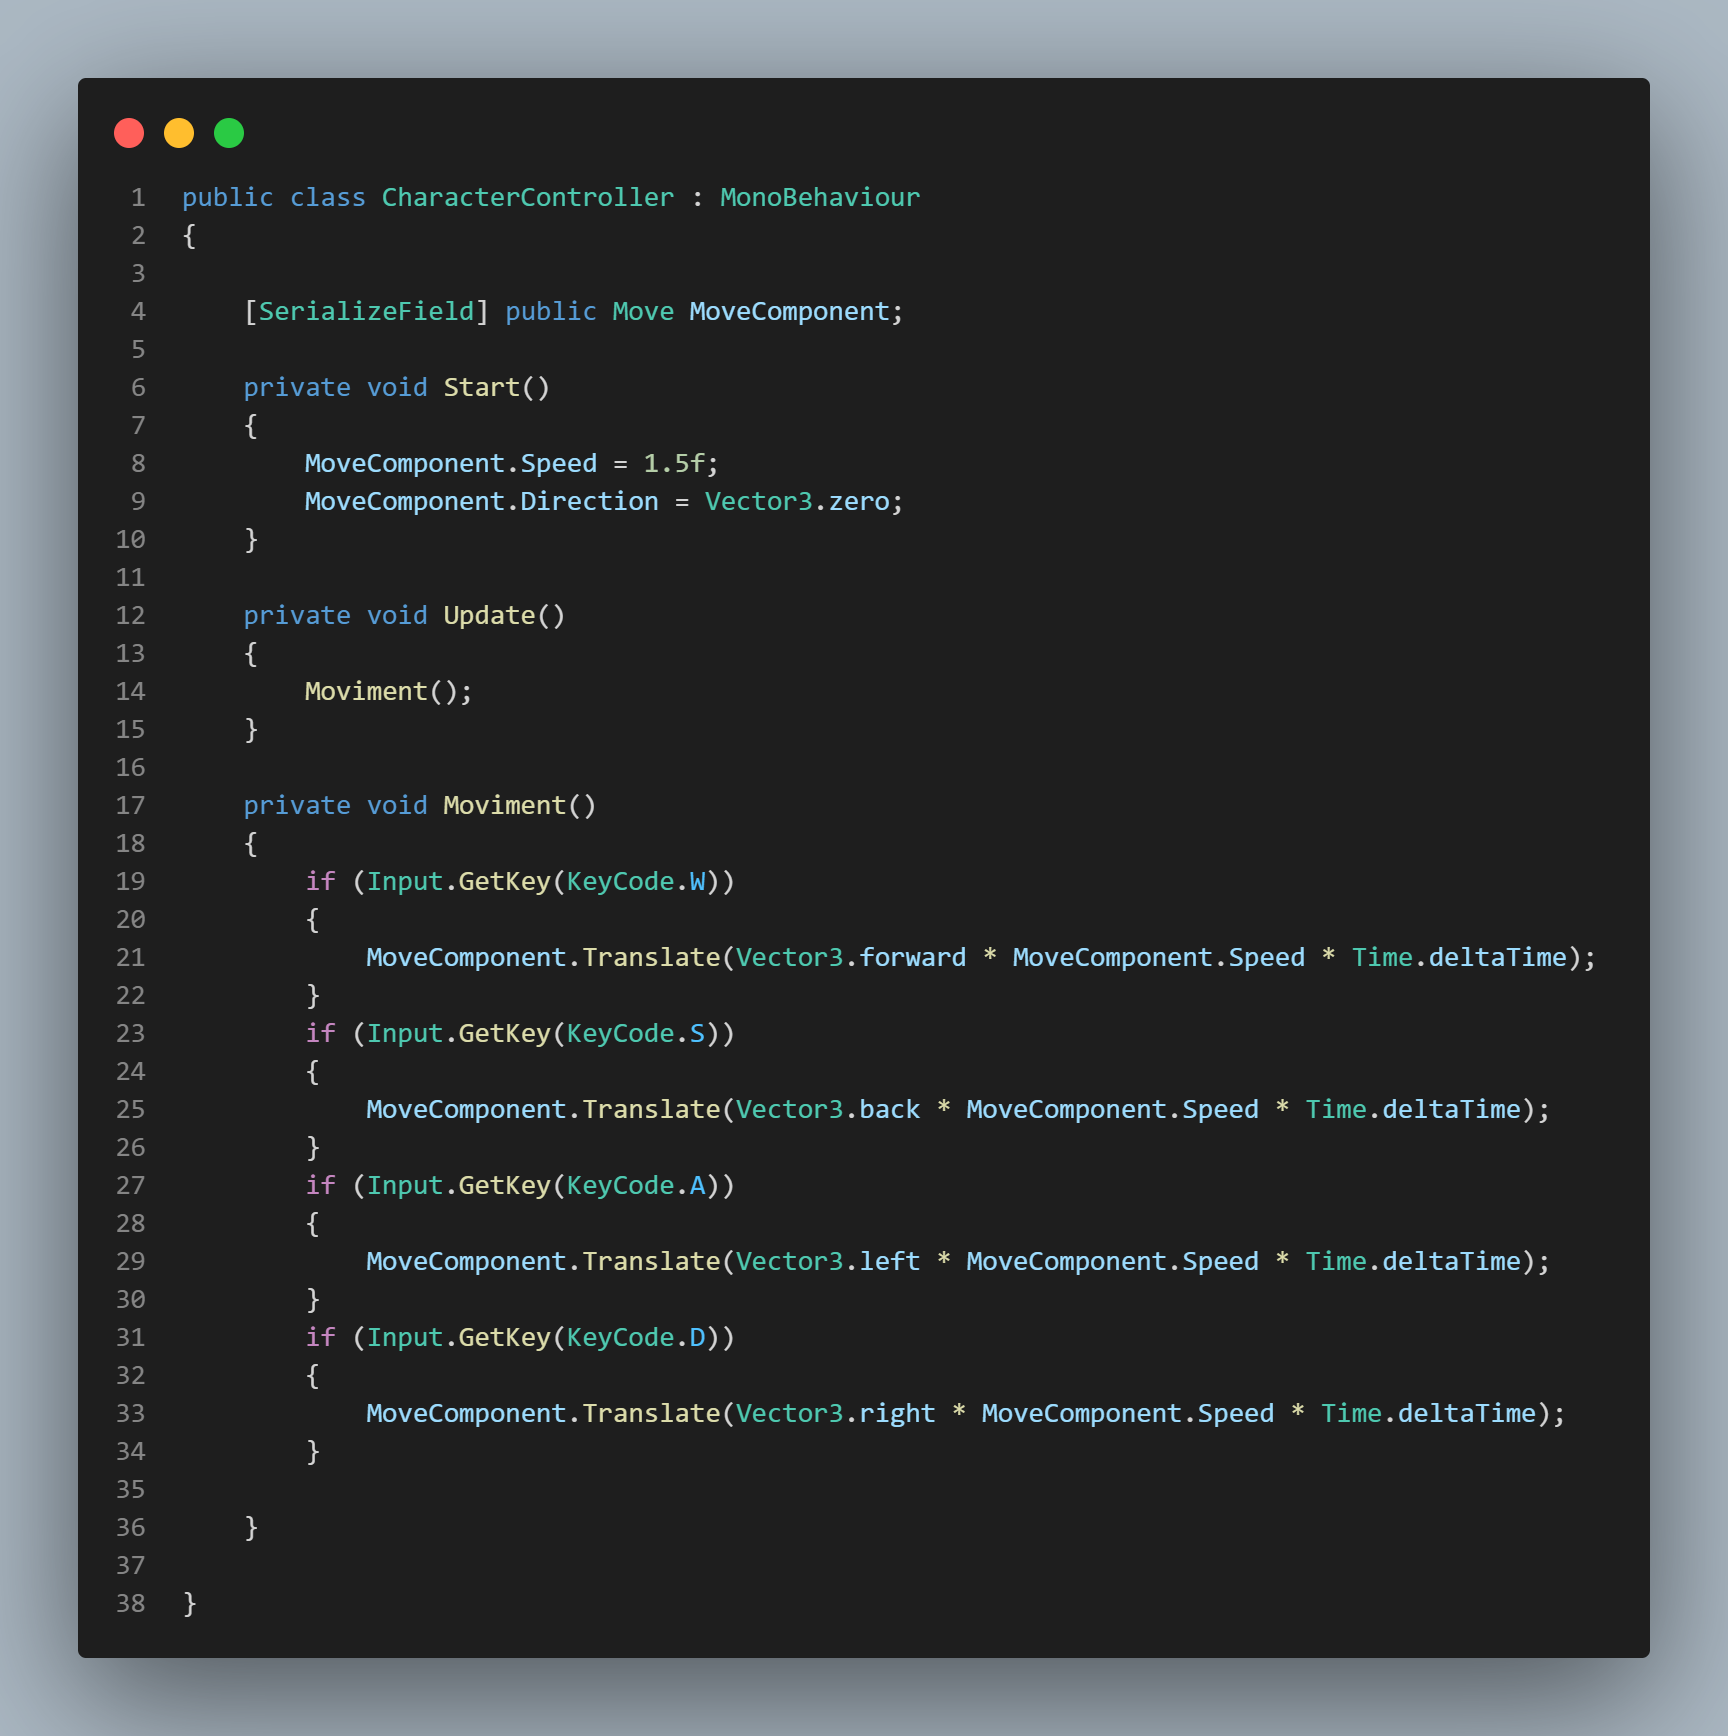 1 public class CharacterController : MonoBehaviour
2 {
3
4     [SerializeField] public Move MoveComponent;
5
6     private void Start()
7     {
8         MoveComponent.Speed = 1.5f;
9         MoveComponent.Direction = Vector3.zero;
10     }
11
12     private void Update()
13     {
14         Moviment();
15     }
16
17     private void Moviment()
18     {
19         if (Input.GetKey(KeyCode.W))
20         {
21             MoveComponent.Translate(Vector3.forward * MoveComponent.Speed * Time.deltaTime);
22         }
23         if (Input.GetKey(KeyCode.S))
24         {
25             MoveComponent.Translate(Vector3.back * MoveComponent.Speed * Time.deltaTime);
26         }
27         if (Input.GetKey(KeyCode.A))
28         {
29             MoveComponent.Translate(Vector3.left * MoveComponent.Speed * Time.deltaTime);
30         }
31         if (Input.GetKey(KeyCode.D))
32         {
33             MoveComponent.Translate(Vector3.right * MoveComponent.Speed * Time.deltaTime);
34         }
35
36     }
37
38 }